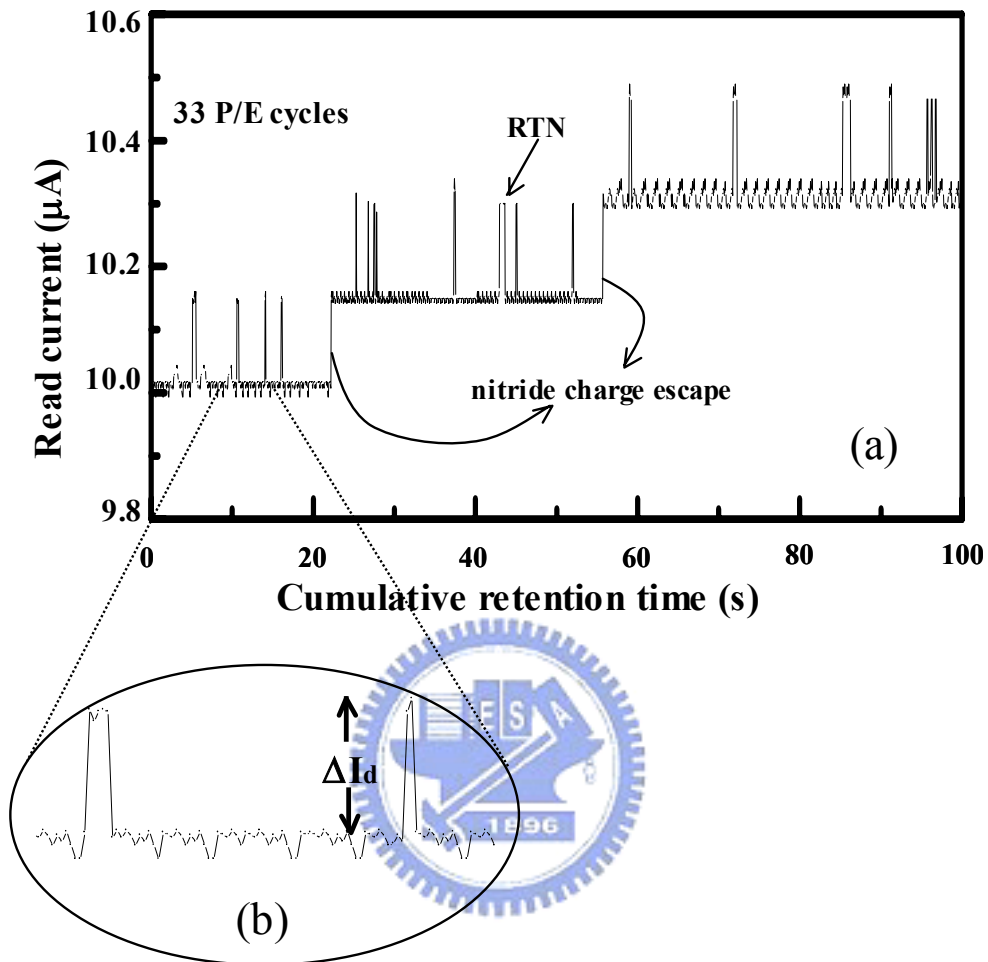 10.6
33 P/E cycles
RTN
10.4
Read current (μA)
10.2
nitride charge escape
10.0
(a)
9.8
0 20 40 60 80 100
Cumulative retention time (s)
E S A
ΔId
1896
(b)